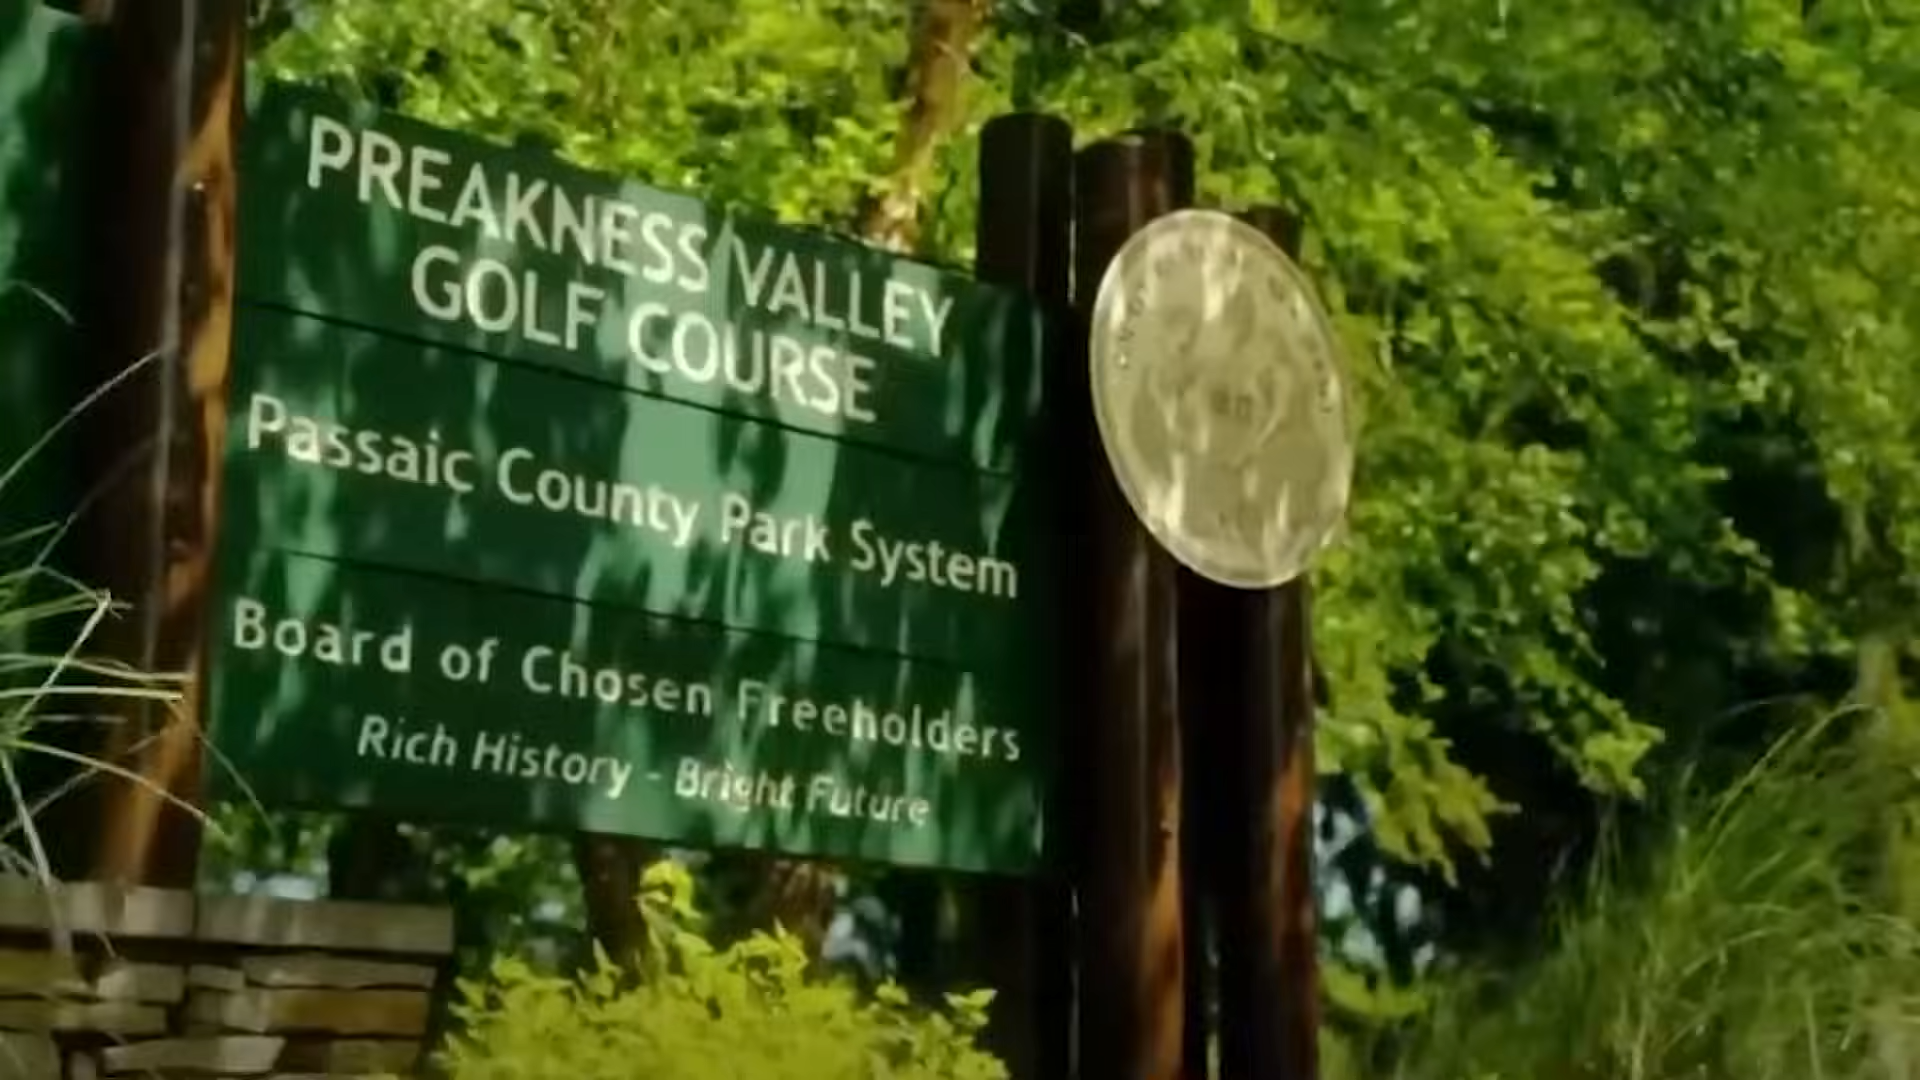 PREAKNESS VALLEY
GOLF COURSE
Passaic County Park System
Board of Chosen Freeholders
Rich History - Bright Future